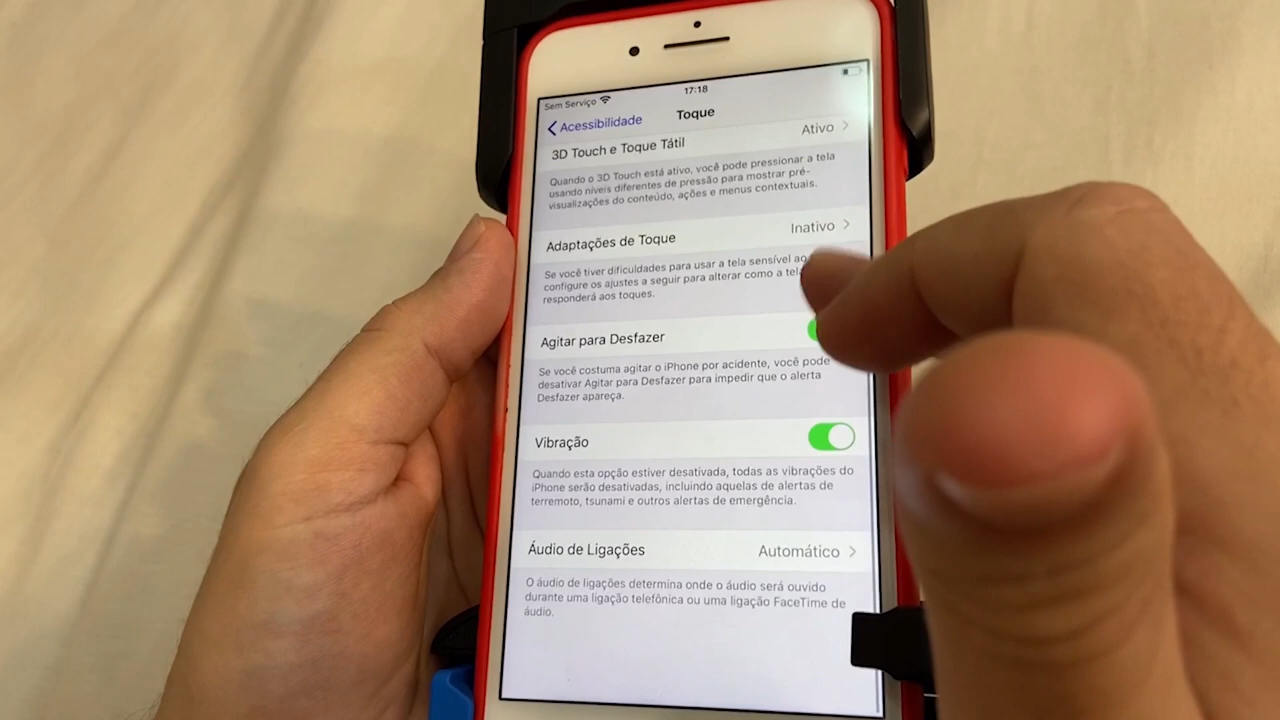 Sem Serviço
17:18
Acessibilidade
Toque
3D Touch e Toque Tátil
Ativo
Quando o 3D Touch está ativo, você pode pressionar a tela
usando níveis diferentes de pressão para mostrar pré-
visualizações do conteúdo, ações e menus contextuais.
Adaptações de Toque
Inativo
Se você tiver dificuldades para usar a tela sensível ao
configure os ajustes a seguir para alterar como a tela
responderá aos toques.
Agitar para Desfazer
Se você costuma agitar o iPhone por acidente, você pode
desativar Agitar para Desfazer para impedir que o alerta
Desfazer apareça.
Vibração
Quando esta opção estiver desativada, todas as vibrações do
iPhone serão desativadas, incluindo aquelas de alertas de
terremoto, tsunami e outros alertas de emergência.
Áudio de Ligações
Automático
O áudio de ligações determina onde o áudio será ouvido
durante uma ligação telefônica ou uma ligação FaceTime de
áudio.